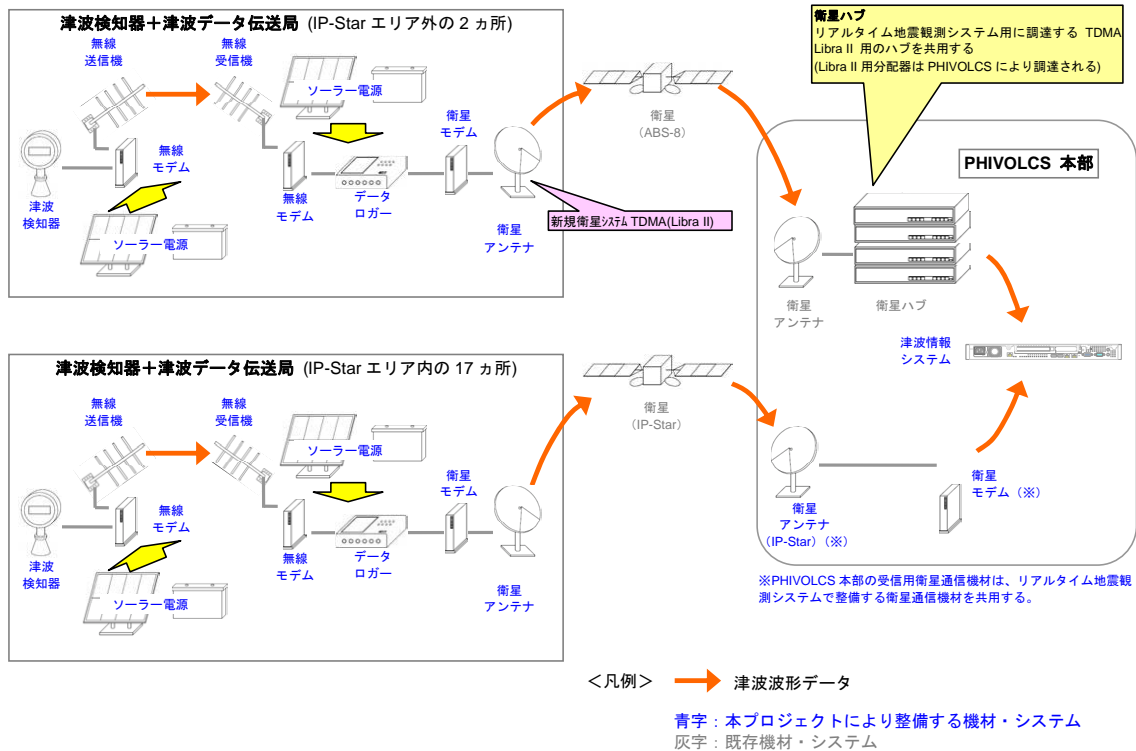 津波検知器＋津波データ伝送局 (IP-Star エリア外の 2 ヵ所)
無線
送信機
無線
受信機
ソーラー電源
無線
モデム
津波
検知器
ソーラー電源
無線
モデム
データ
ロガー
衛星
モデム
衛星
アンテナ
新規衛星ｼｽﾃﾑ TDMA(Libra II)
衛星
（ABS-8）
衛星ハブ
リアルタイム地震観測システム用に調達する TDMA
Libra II 用のハブを共用する
(Libra II 用分配器は PHIVOLCS により調達される)
PHIVOLCS 本部
衛星
アンテナ
衛星ハブ
津波情報
システム
津波検知器＋津波データ伝送局 (IP-Star エリア内の 17 ヵ所)
無線
送信機
無線
受信機
ソーラー電源
無線
モデム
津波
検知器
ソーラー電源
無線
モデム
データ
ロガー
衛星
モデム
衛星
アンテナ
衛星
（IP-Star）
衛星
アンテナ
（IP-Star）（※）
衛星
モデム（※）
※PHIVOLCS 本部の受信用衛星通信機材は、リアルタイム地震観
測システムで整備する衛星通信機材を共用する。
＜凡例＞ 津波波形データ
青字：本プロジェクトにより整備する機材・システム
灰字：既存機材・システム